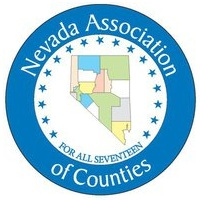 Nevada Association
FOR ALL SEVENTEEN
of Counties